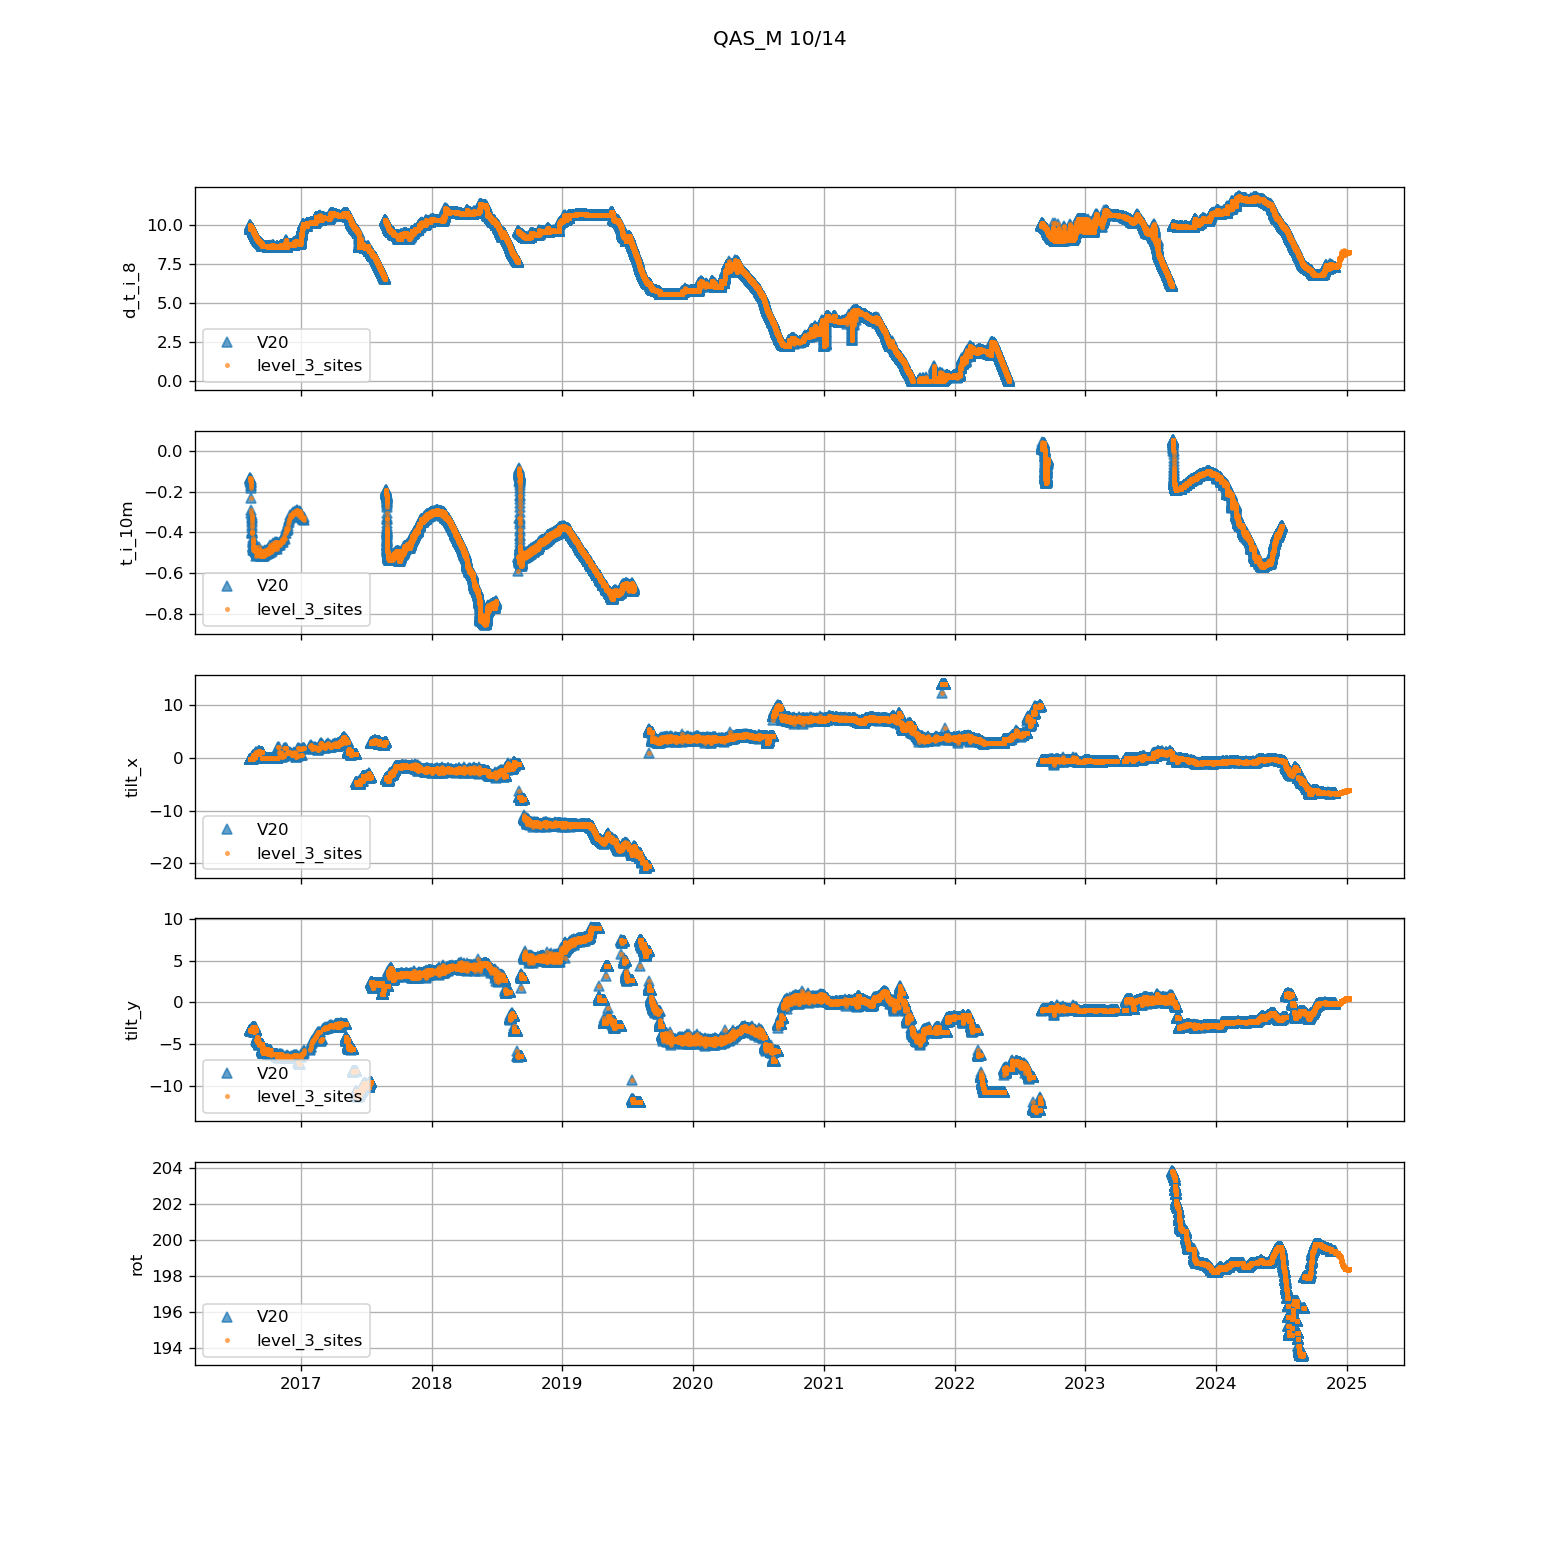 QAS_M 10/14
d_t_i_8
10.0
7.5
5.0
2.5
0.0
V20
level_3_sites
t_i_10m
0.0
−0.2
−0.4
−0.6
−0.8
V20
level_3_sites
tilt_x
10
0
−10
−20
V20
level_3_sites
tilt_y
10
5
0
−5
−10
V20
level_3_sites
rot
204
202
200
198
196
194
V20
level_3_sites
2017 2018 2019 2020 2021 2022 2023 2024 2025